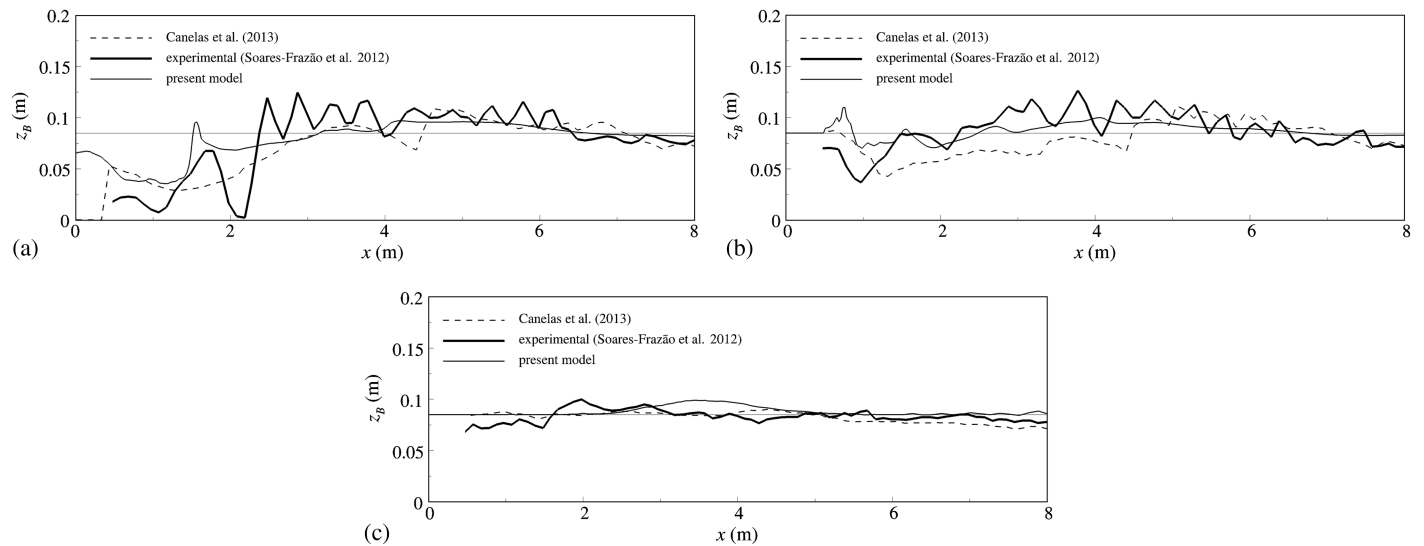 0.2
Canelas et al. (2013)
0.15
experimental (Soares-Frazão et al. 2012)
present model
z_B (m)
0.1
0.05
0
0 2 4 6 8
(a)
x (m)
0.2
Canelas et al. (2013)
0.15
experimental (Soares-Frazão et al. 2012)
present model
z_B (m)
0.1
0.05
0
0 2 4 6 8
(b)
x (m)
0.2
Canelas et al. (2013)
0.15
experimental (Soares-Frazão et al. 2012)
present model
z_B (m)
0.1
0.05
0
0 2 4 6 8
(c)
x (m)